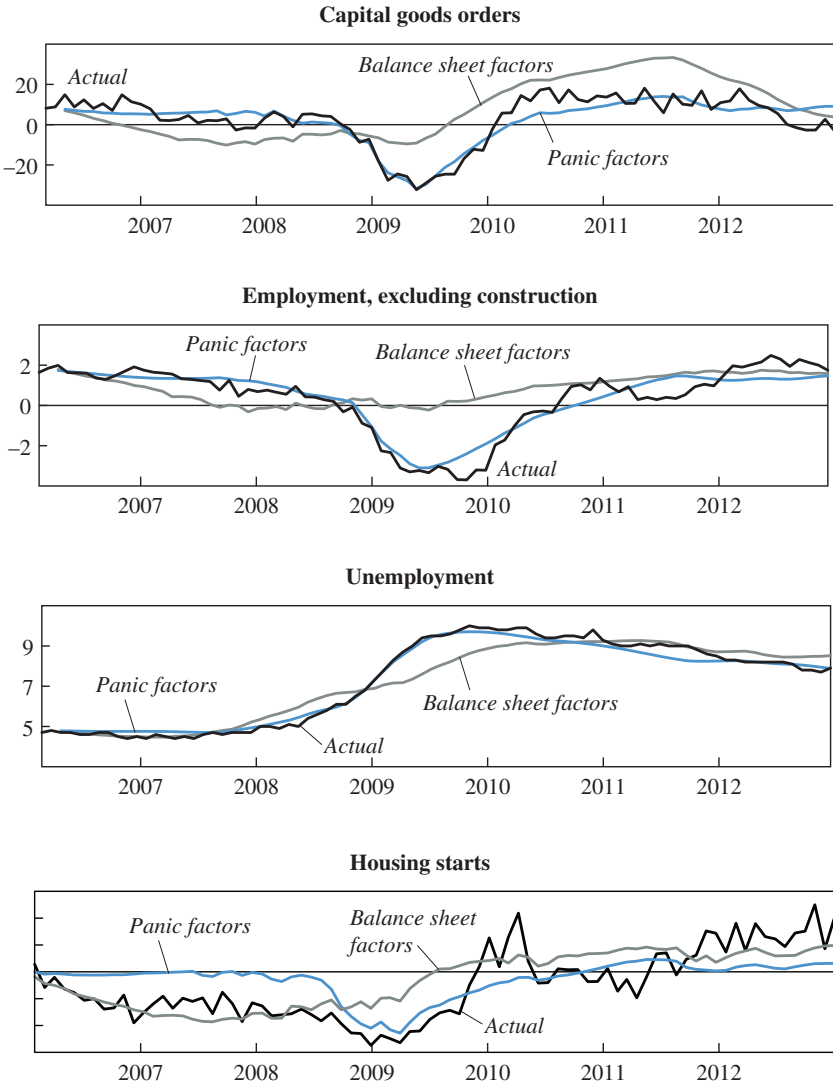 Capital goods orders
Actual
Balance sheet factors
20
0
Panic factors
–20
2007 2008 2009 2010 2011 2012
Employment, excluding construction
Panic factors
Balance sheet factors
2
0
–2
Actual
2007 2008 2009 2010 2011 2012
Unemployment
9
7
Panic factors
Balance sheet factors
5
Actual
2007 2008 2009 2010 2011 2012
Housing starts
Panic factors
Balance sheet
factors
Actual
2007 2008 2009 2010 2011 2012